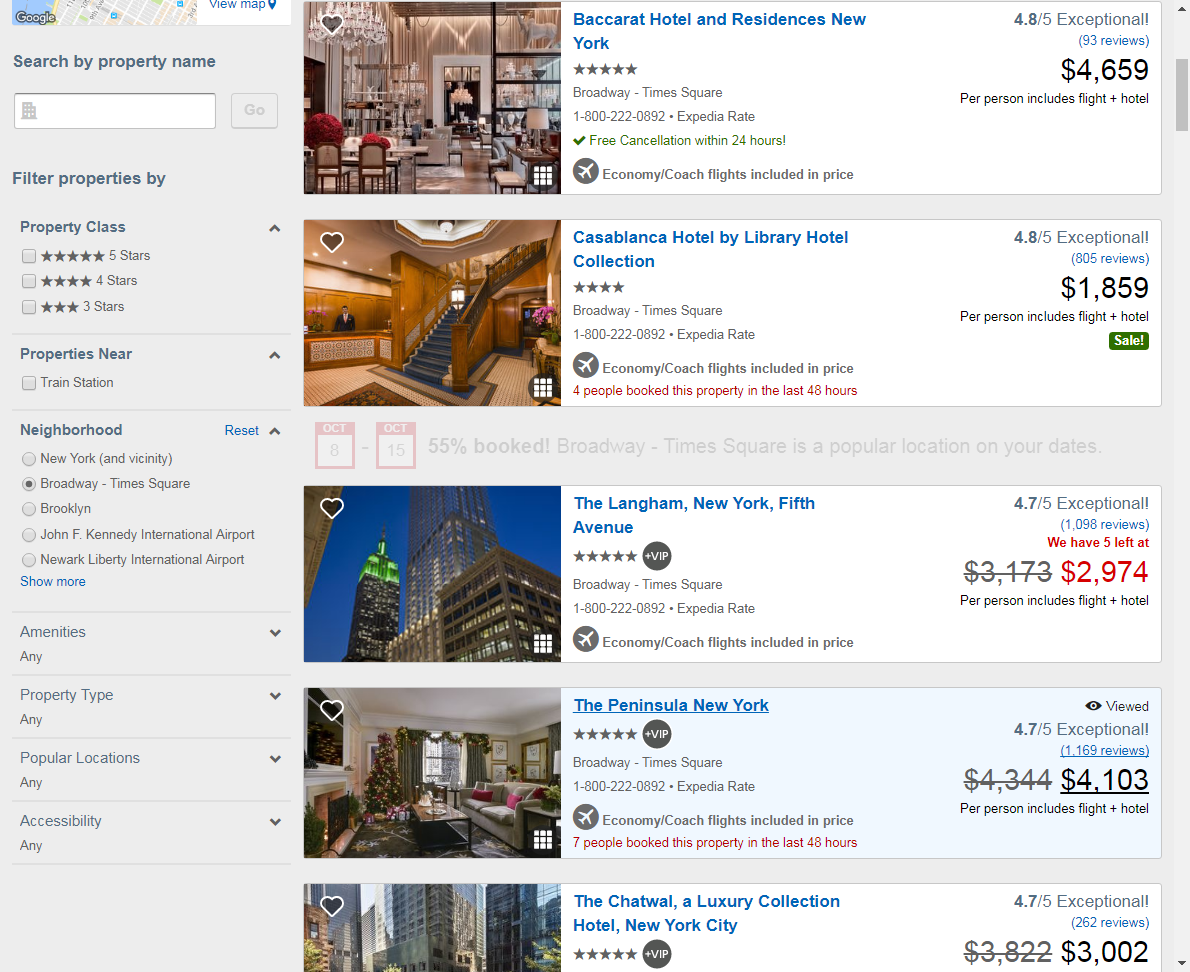 Google
View map
Search by property name
Go
Filter properties by
Property Class
5 Stars
4 Stars
3 Stars
Properties Near
Train Station
Neighborhood Reset
New York (and vicinity)
Broadway - Times Square
Brooklyn
John F. Kennedy International Airport
Newark Liberty International Airport
Show more
Amenities
Any
Property Type
Any
Popular Locations
Any
Accessibility
Any
Baccarat Hotel and Residences New
York
Broadway - Times Square
1-800-222-0892 • Expedia Rate
Free Cancellation within 24 hours!
Economy/Coach flights included in price
4.8/5 Exceptional!
(93 reviews)
$4,659
Per person includes flight + hotel
Casablanca Hotel by Library Hotel
Collection
Broadway - Times Square
1-800-222-0892 • Expedia Rate
Economy/Coach flights included in price
4 people booked this property in the last 48 hours
4.8/5 Exceptional!
(805 reviews)
$1,859
Per person includes flight + hotel
Sale!
OCT
8
-
OCT
15
55% booked! Broadway - Times Square is a popular location on your dates.
The Langham, New York, Fifth
Avenue
+VIP
Broadway - Times Square
1-800-222-0892 • Expedia Rate
Economy/Coach flights included in price
4.7/5 Exceptional!
(1,098 reviews)
We have 5 left at
$3,173 $2,974
Per person includes flight + hotel
The Peninsula New York
+VIP
Broadway - Times Square
1-800-222-0892 • Expedia Rate
Economy/Coach flights included in price
7 people booked this property in the last 48 hours
Viewed
4.7/5 Exceptional!
(1,169 reviews)
$4,344 $4,103
Per person includes flight + hotel
The Chatwal, a Luxury Collection
Hotel, New York City
+VIP
4.7/5 Exceptional!
(262 reviews)
$3,822 $3,002